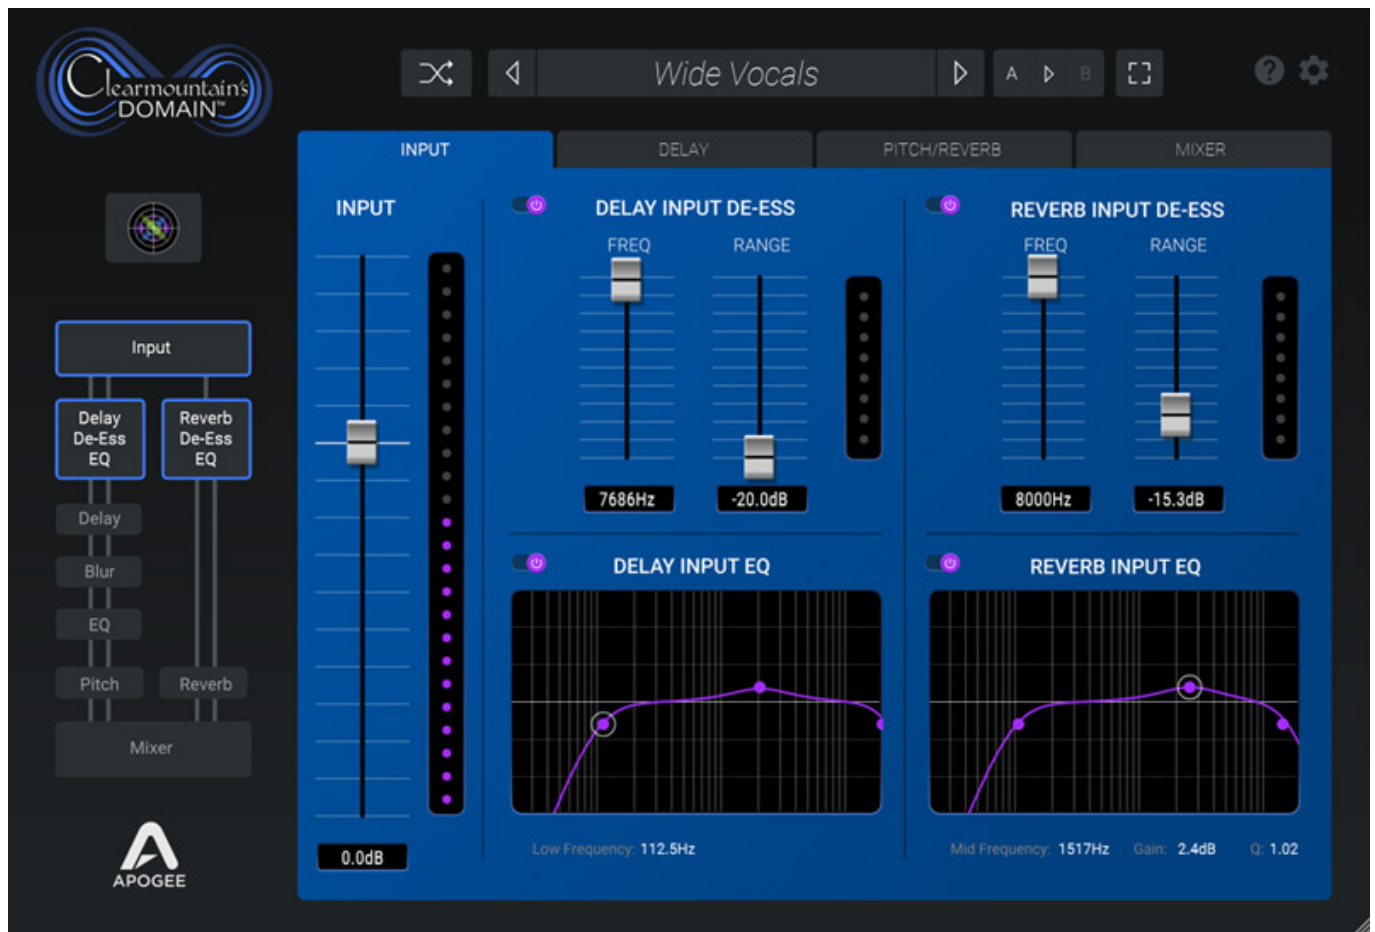 Clearmountain's
DOMAIN™
Wide Vocals
A
B
?
INPUT
DELAY
PITCH/REVERB
MIXER
INPUT
0.0dB
DELAY INPUT DE-ESS
FREQ
RANGE
7686Hz
-20.0dB
REVERB INPUT DE-ESS
FREQ
RANGE
8000Hz
-15.3dB
DELAY INPUT EQ
Low Frequency: 112.5Hz
REVERB INPUT EQ
Mid Frequency: 1517Hz Gain: 2.4dB Q: 1.02
Input
Delay
De-Ess
EQ
Reverb
De-Ess
EQ
Delay
Blur
EQ
Pitch
Reverb
Mixer
APOGEE